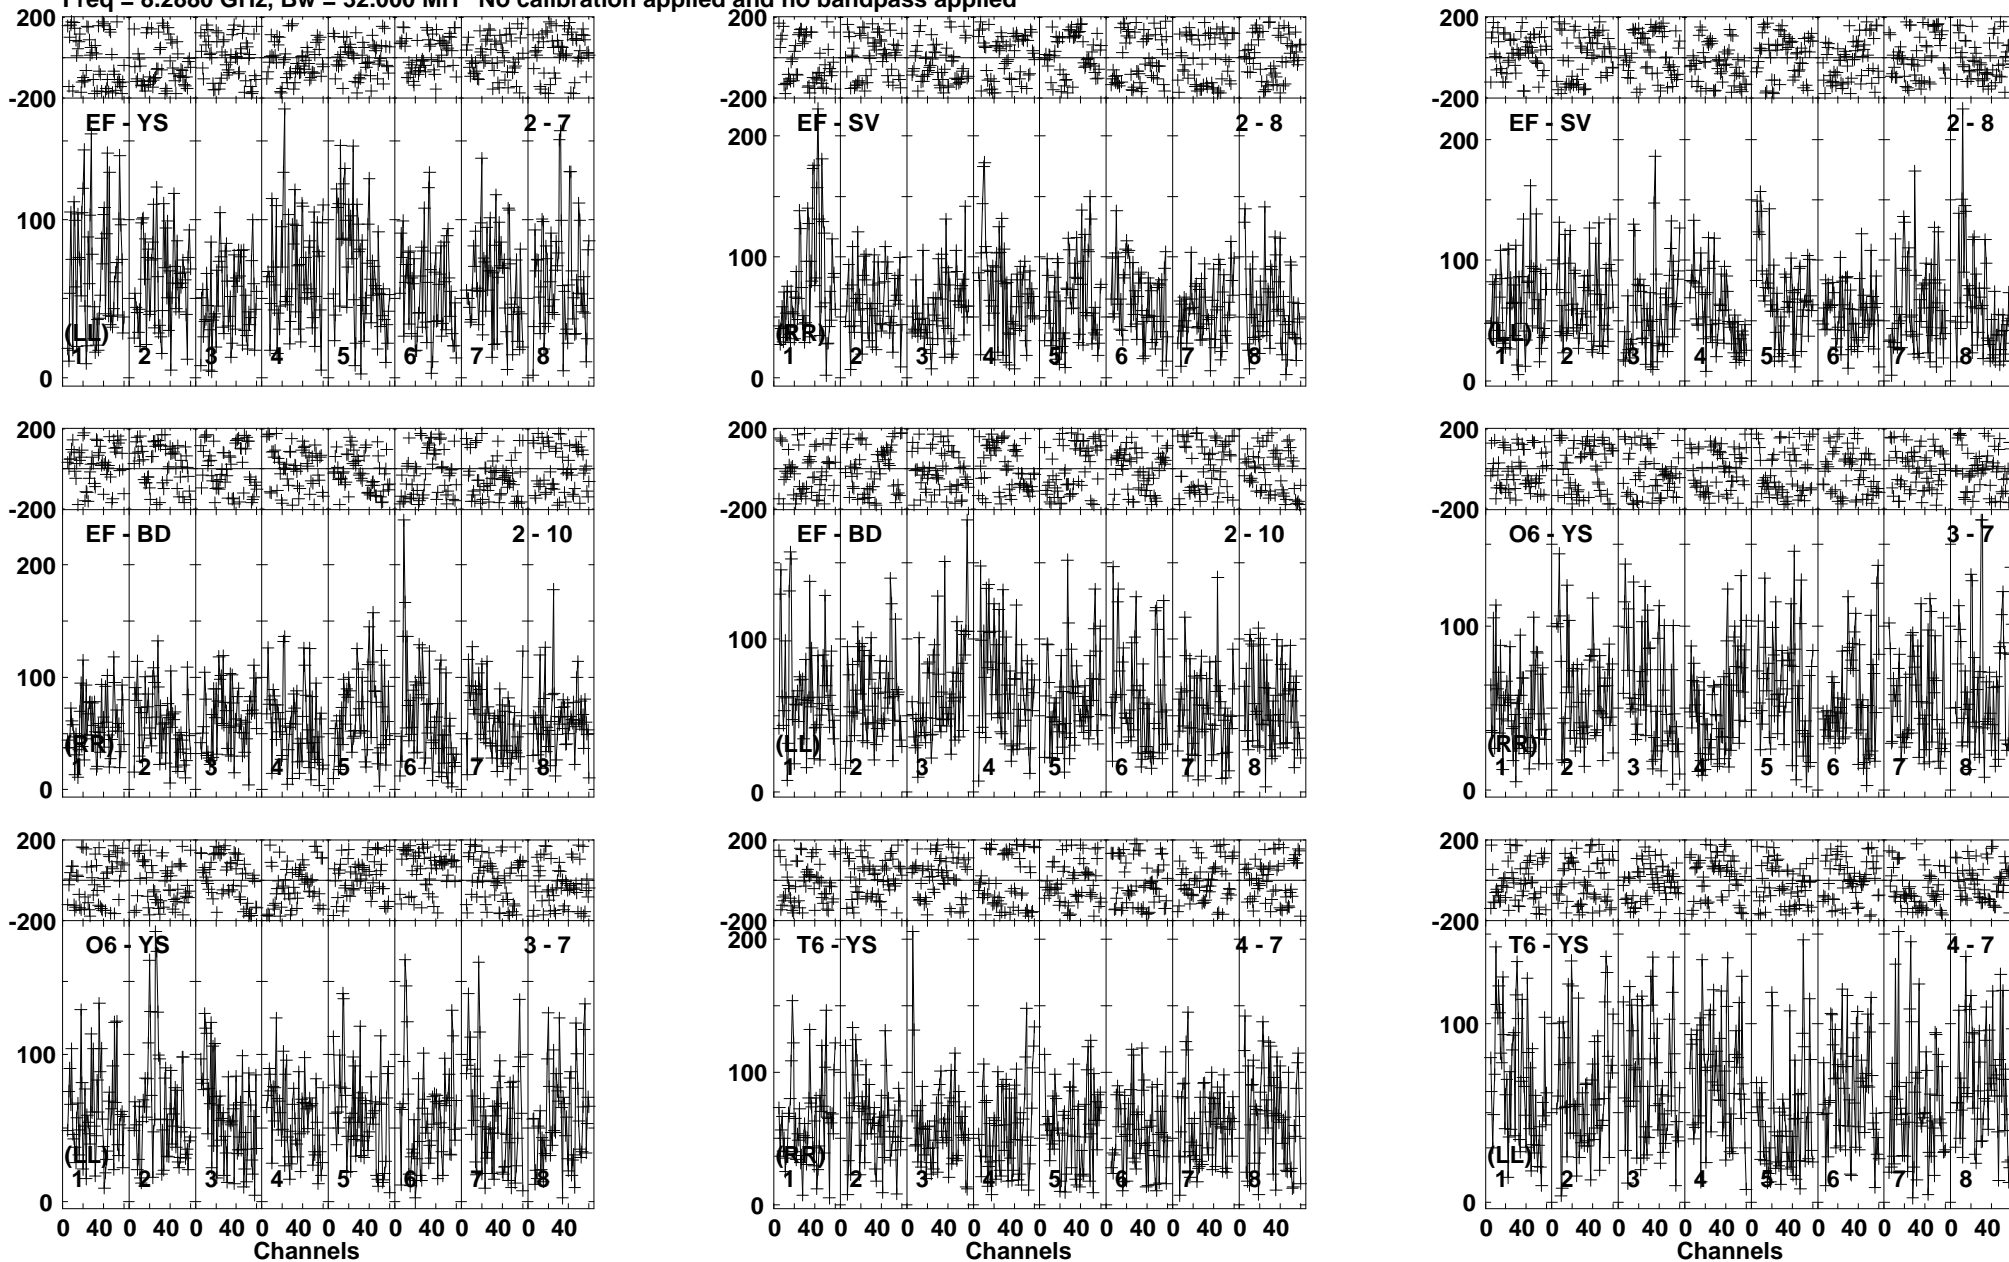 Freq = 8.2880 GHz, Bw = 32.000 MH No calibration applied and no bandpass applied
200 200 200
-200 -200 -200
EF - YS 2 - 7 EF - SV 2 - 8 EF - SV 2 - 8
200 200
100 100 100
(LL) (RR) (LL)
1 2 3 4 5 6 7 8 1 2 3 4 5 6 7 8 1 2 3 4 5 6 7 8
0 0 0
200 200 200
-200 -200 -200
EF - BD 2 - 10 EF - BD 2 - 10 O6 - YS 3 - 7
200
100 100 100
(RR) (LL) (RR)
1 2 3 4 5 6 7 8 1 2 3 4 5 6 7 8 1 2 3 4 5 6 7 8
0 0 0
200 200 200
-200 -200 -200
O6 - YS 3 - 7 T6 - YS 4 - 7 T6 - YS 4 - 7
200
100 100 100
(LL) (RR) (LL)
1 2 3 4 5 6 7 8 1 2 3 4 5 6 7 8 1 2 3 4 5 6 7 8
0 0 0
0 40 0 40 0 40 0 40 0 40 0 40 0 40 0 40 0 40 0 40 0 40 0 40 0 40 0 40 0 40 0 40 0 40 0 40 0 40 0 40 0 40 0 40 0 40 0 40
Channels Channels Channels